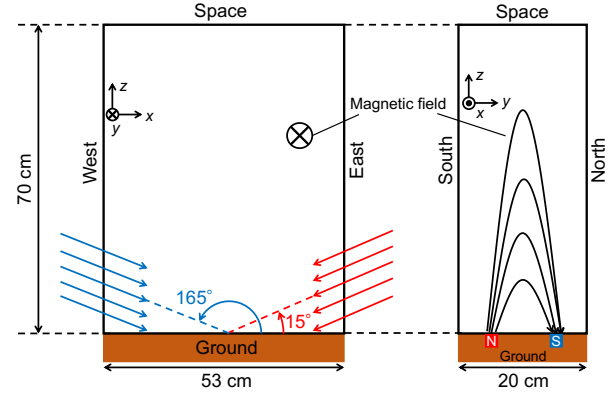 Space
Space
z
x
y
z
y
x
Magnetic field
West
East
South
North
70 cm
165°
15°
Ground
N
S
Ground
53 cm
20 cm